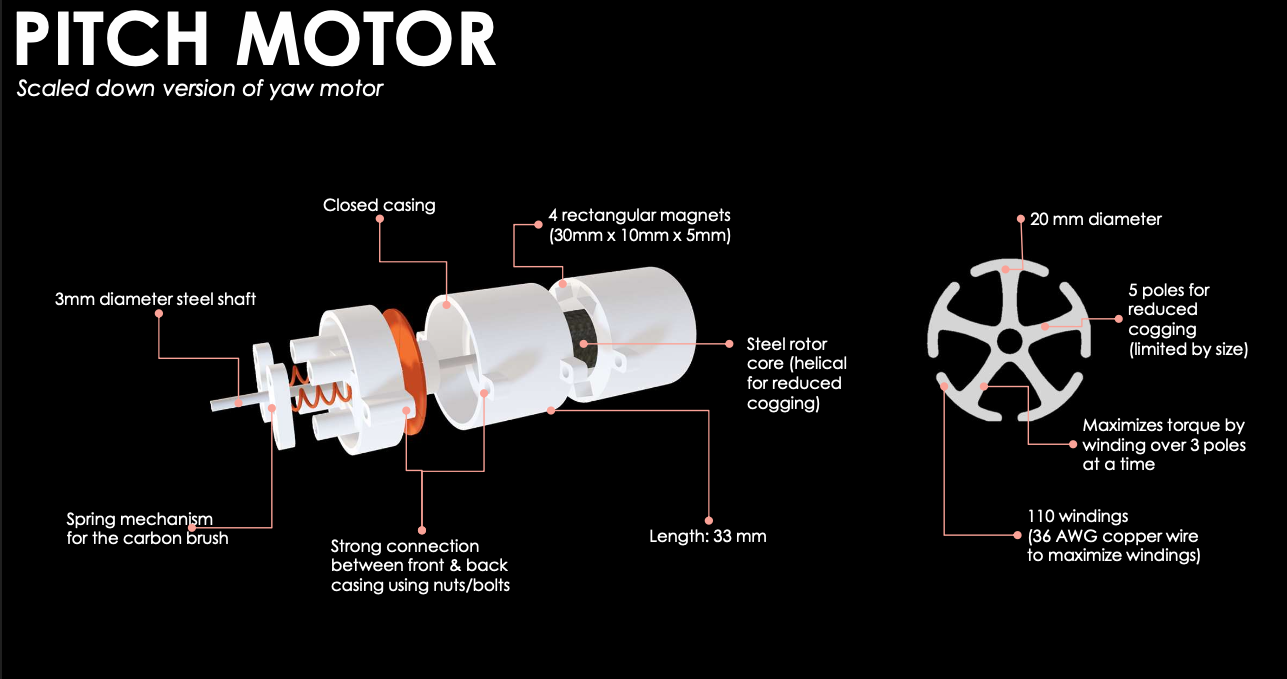 PITCH MOTOR
Scaled down version of yaw motor
Closed casing
4 rectangular magnets
(30mm x 10mm x 5mm)
3mm diameter steel shaft
Steel rotor
core (helical
for reduced
cogging)
Spring mechanism
for the carbon brush
Strong connection
between front & back
casing using nuts/bolts
Length: 33 mm
20 mm diameter
5 poles for
reduced
cogging
(limited by size)
Maximizes torque by
winding over 3 poles
at a time
110 windings
(36 AWG copper wire
to maximize windings)